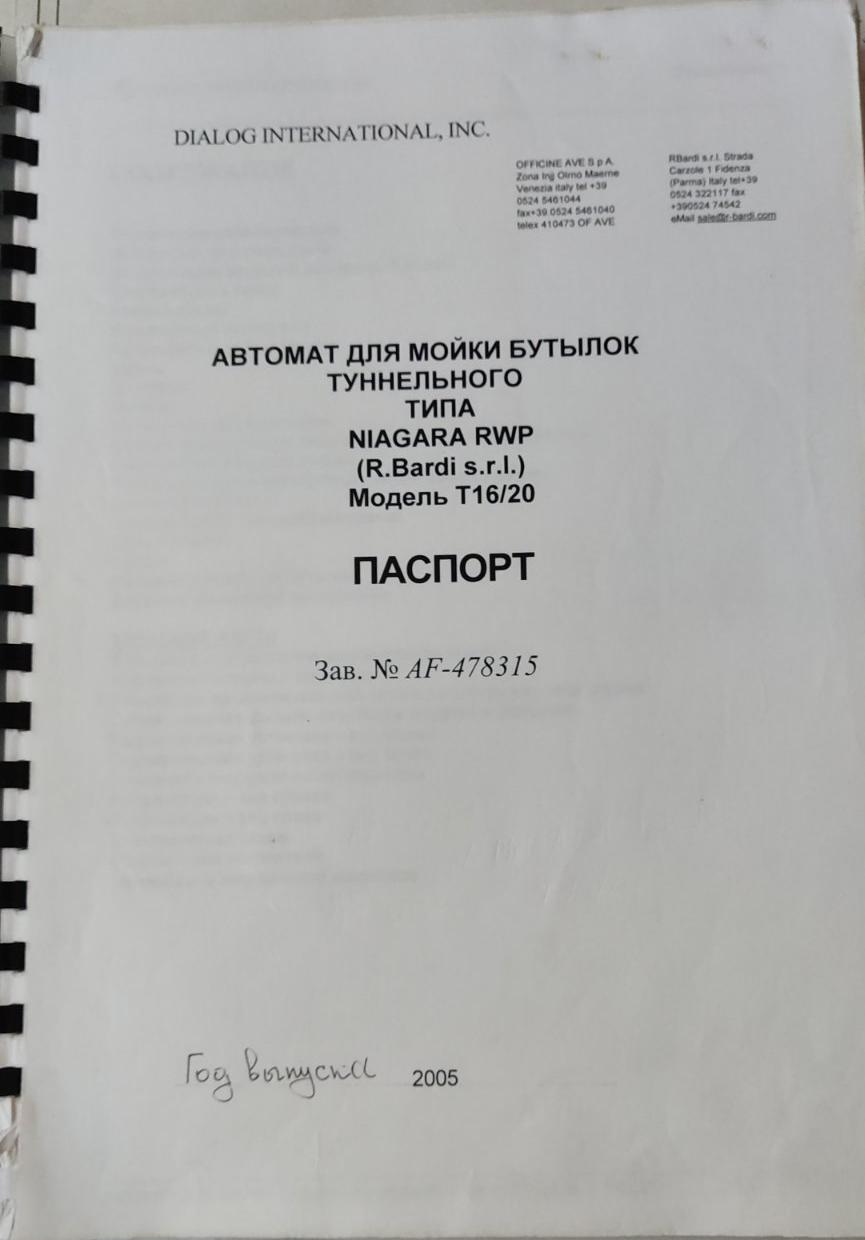 DIALOG INTERNATIONAL, INC.
OFFICINE AVE S p A.
Zona Ing Olmo Maerne
Venezia italy tel +39
0524 5461044
fax+39 0524 5461040
telex 410473 OF AVE
RBardi s.r.l. Strada
Carzole 1 Fidenza
(Parma) Italy tel+39
0524 322117 fax
+390524 74542
eMail sale@r-bardi.com
АВТОМАТ ДЛЯ МОЙКИ БУТЫЛОК
ТУННЕЛЬНОГО
ТИПА
NIAGARA RWP
(R.Bardi s.r.l.)
Модель Т16/20
ПАСПОРТ
Зав. № AF-478315
Год выпуска 2005